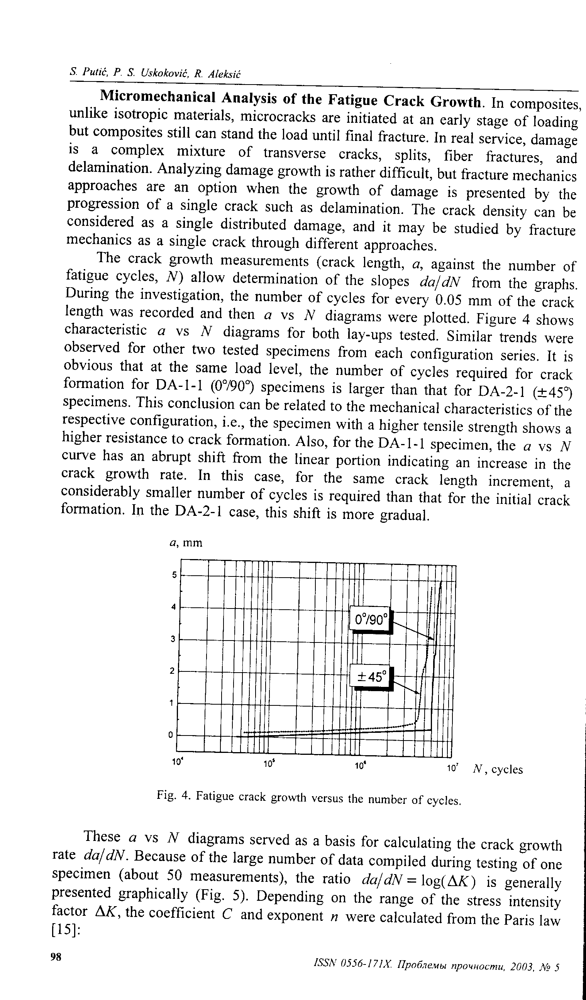 S. Putić, P. S. Uskoković, R. Aleksić
Micromechanical Analysis of the Fatigue Crack Growth. In composites,
unlike isotropic materials, microcracks are initiated at an early stage of loading
but composites still can stand the load until final fracture. In real service, damage
is a complex mixture of transverse cracks, splits, fiber fractures, and
delamination. Analyzing damage growth is rather difficult, but fracture mechanics
approaches are an option when the growth of damage is presented by the
progression of a single crack such as delamination. The crack density can be
considered as a single distributed damage, and it may be studied by fracture
mechanics as a single crack through different approaches.
The crack growth measurements (crack length, a, against the number of
fatigue cycles, N) allow determination of the slopes da/dN from the graphs.
During the investigation, the number of cycles for every 0.05 mm of the crack
length was recorded and then a vs N diagrams were plotted. Figure 4 shows
characteristic a vs N diagrams for both lay-ups tested. Similar trends were
observed for other two tested specimens from each configuration series. It is
obvious that at the same load level, the number of cycles required for crack
formation for DA-1-1 (0°/90°) specimens is larger than that for DA-2-1 (±45°)
specimens. This conclusion can be related to the mechanical characteristics of the
respective configuration, i.e., the specimen with a higher tensile strength shows a
higher resistance to crack formation. Also, for the DA-1-1 specimen, the a vs N
curve has an abrupt shift from the linear portion indicating an increase in the
crack growth rate. In this case, for the same crack length increment, a
considerably smaller number of cycles is required than that for the initial crack
formation. In the DA-2-1 case, this shift is more gradual.
a, mm
5
4
0°/90°
3
2
±45°
1
0
10⁴ 10⁵ 10⁶ 10⁷ N, cycles
Fig. 4. Fatigue crack growth versus the number of cycles.
These a vs N diagrams served as a basis for calculating the crack growth
rate da/dN. Because of the large number of data compiled during testing of one
specimen (about 50 measurements), the ratio da/dN = log(ΔK) is generally
presented graphically (Fig. 5). Depending on the range of the stress intensity
factor ΔK, the coefficient C and exponent n were calculated from the Paris law
[15]:
98
ISSN 0556-171X. Проблемы прочности, 2003, № 5